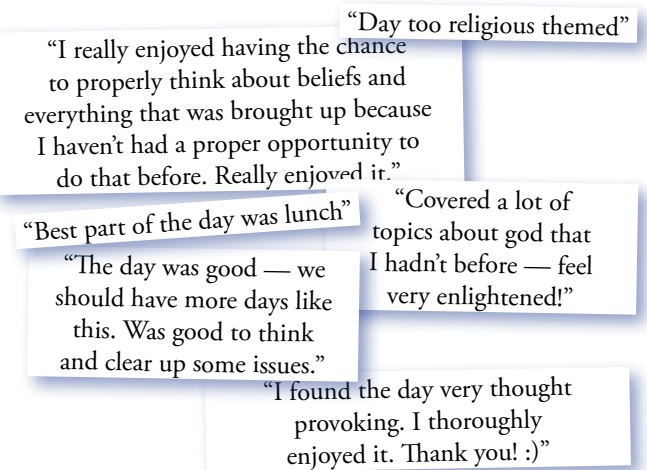 “Day too religious themed”
“I really enjoyed having the chance
to properly think about beliefs and
everything that was brought up because
I haven’t had a proper opportunity to
do that before. Really enjoyed it.”
“Best part of the day was lunch”
“Covered a lot of
topics about god that
I hadn’t before — feel
very enlightened!”
“The day was good — we
should have more days like
this. Was good to think
and clear up some issues.”
“I found the day very thought
provoking. I thoroughly
enjoyed it. Thank you! :)”